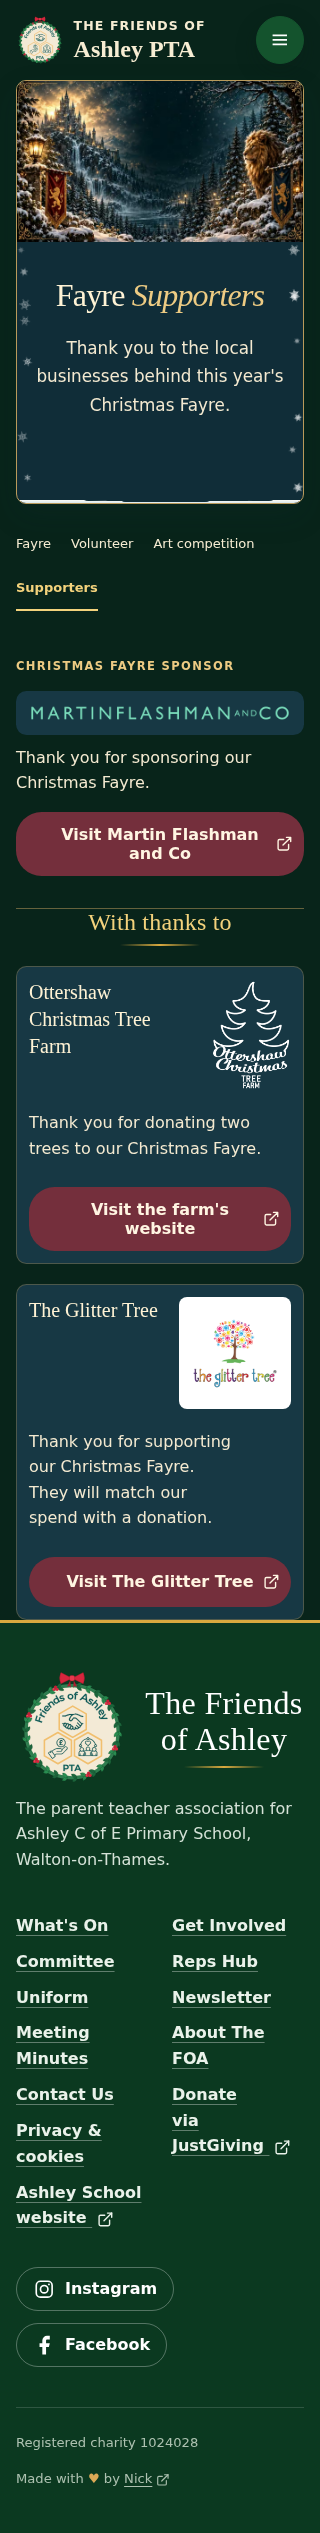 THE FRIENDS OF
Ashley PTA
Fayre Supporters
Thank you to the local
businesses behind this year's
Christmas Fayre.
Fayre Volunteer Art competition
Supporters
CHRISTMAS FAYRE SPONSOR
MARTINFLASHMANANDCO
Thank you for sponsoring our
Christmas Fayre.
Visit Martin Flashman
and Co
With thanks to
Ottershaw
Christmas Tree
Farm
Ottershaw
Christmas
TREE
FARM
Thank you for donating two
trees to our Christmas Fayre.
Visit the farm's
website
The Glitter Tree
the glitter tree
Thank you for supporting
our Christmas Fayre.
They will match our
spend with a donation.
Visit The Glitter Tree
Friends of Ashley
PTA
The Friends
of Ashley
The parent teacher association for
Ashley C of E Primary School,
Walton-on-Thames.
What's On
Committee
Uniform
Meeting
Minutes
Contact Us
Privacy &
cookies
Ashley School
website
Get Involved
Reps Hub
Newsletter
About The
FOA
Donate
via
JustGiving
Instagram
Facebook
Registered charity 1024028
Made with ♥ by Nick